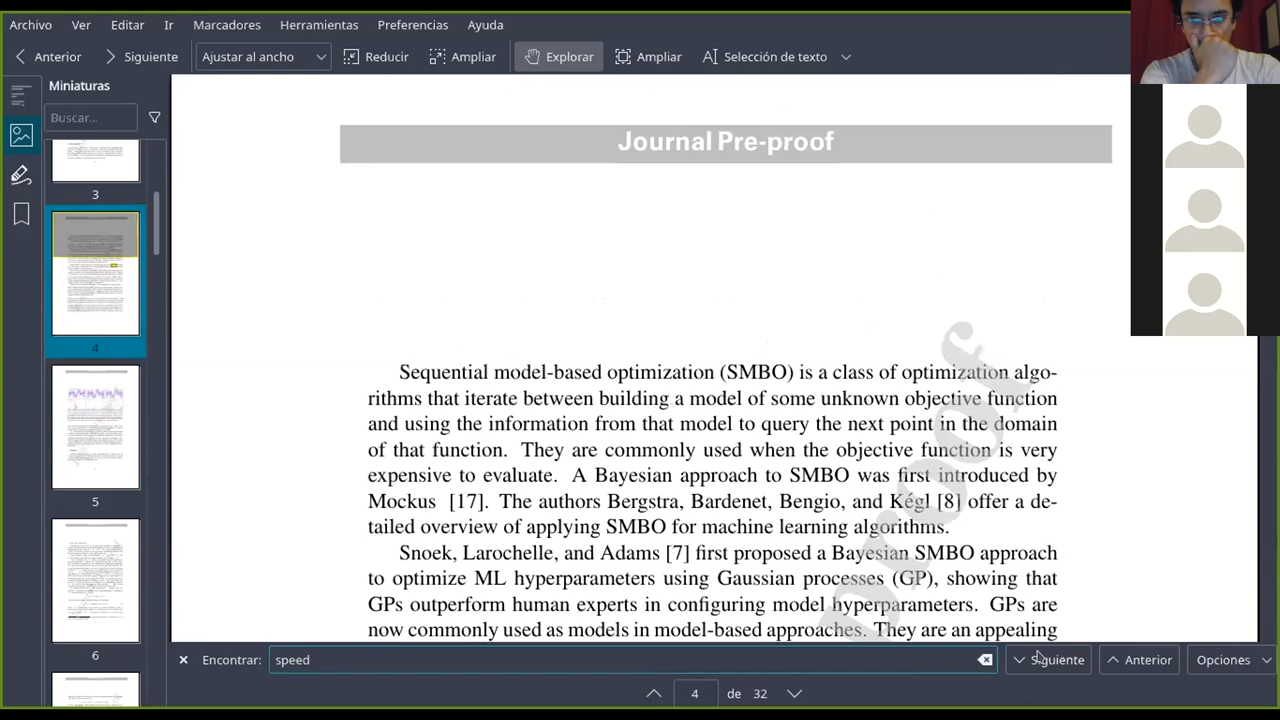 Archivo Ver Editar Ir Marcadores Herramientas Preferencias Ayuda
Anterior Siguiente Ajustar al ancho Reducir Ampliar Explorar Ampliar Selección de texto
Miniaturas
Buscar...
3
4
5
6
Journal Pre-proof
Sequential model-based optimization (SMBO) is a class of optimization algo-
rithms that iterate between building a model of some unknown objective function
and using the information from that model to query the next point in the domain
of that function. They are commonly used when the objective function is very
expensive to evaluate. A Bayesian approach to SMBO was first introduced by
Mockus [17]. The authors Bergstra, Bardenet, Bengio, and Kégl [8] offer a de-
tailed overview of applying SMBO for machine learning algorithms.
Snoek, Larochelle, and Adams [7] first proposed a Bayesian SMBO approach
to optimize ML hyperparameters using Gaussian processes (GP), showing that
GPs outperform human experts in configuring model hyperparameters. GPs are
now commonly used as models in model-based approaches. They are an appealing
Encontrar: speed Siguiente Anterior Opciones
4 de 32